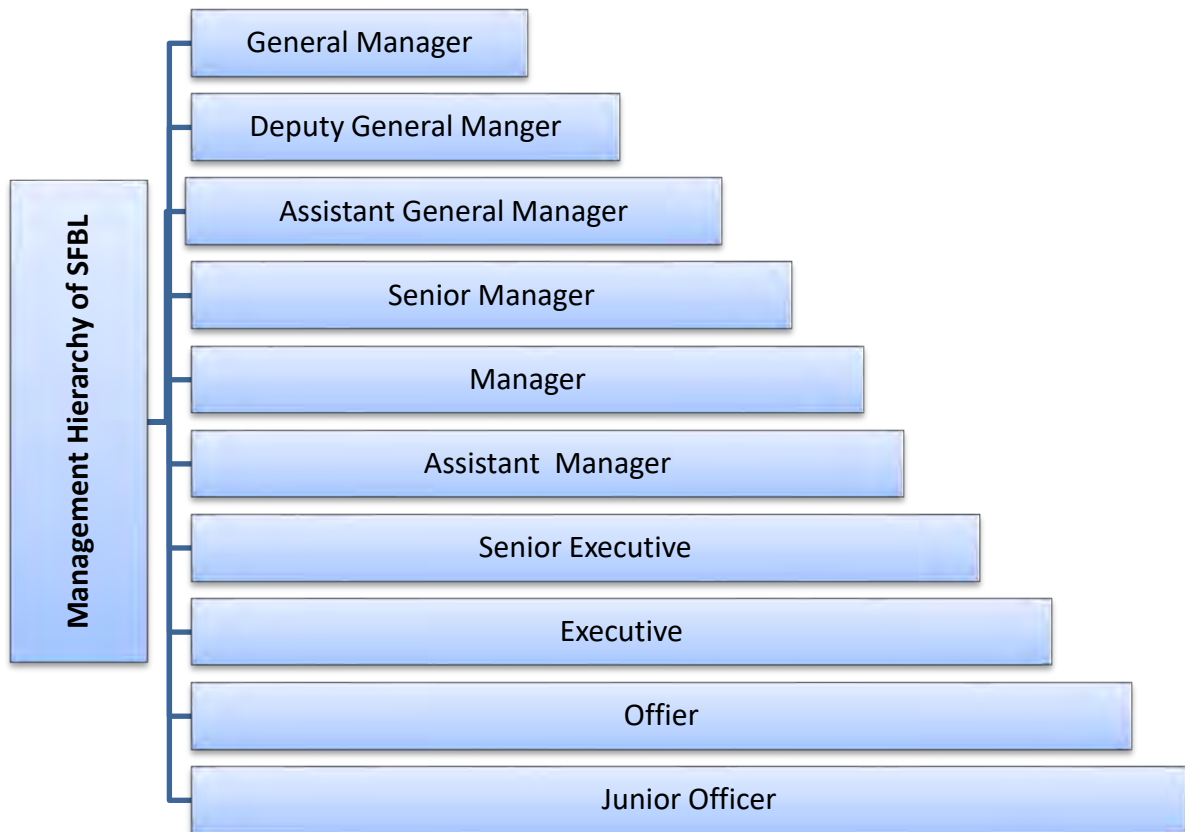 General Manager
Deputy General Manger
Assistant General Manager
Senior Manager
Manager
Assistant  Manager
Senior Executive
Executive
Offier
Junior Officer
Management Hierarchy of SFBL